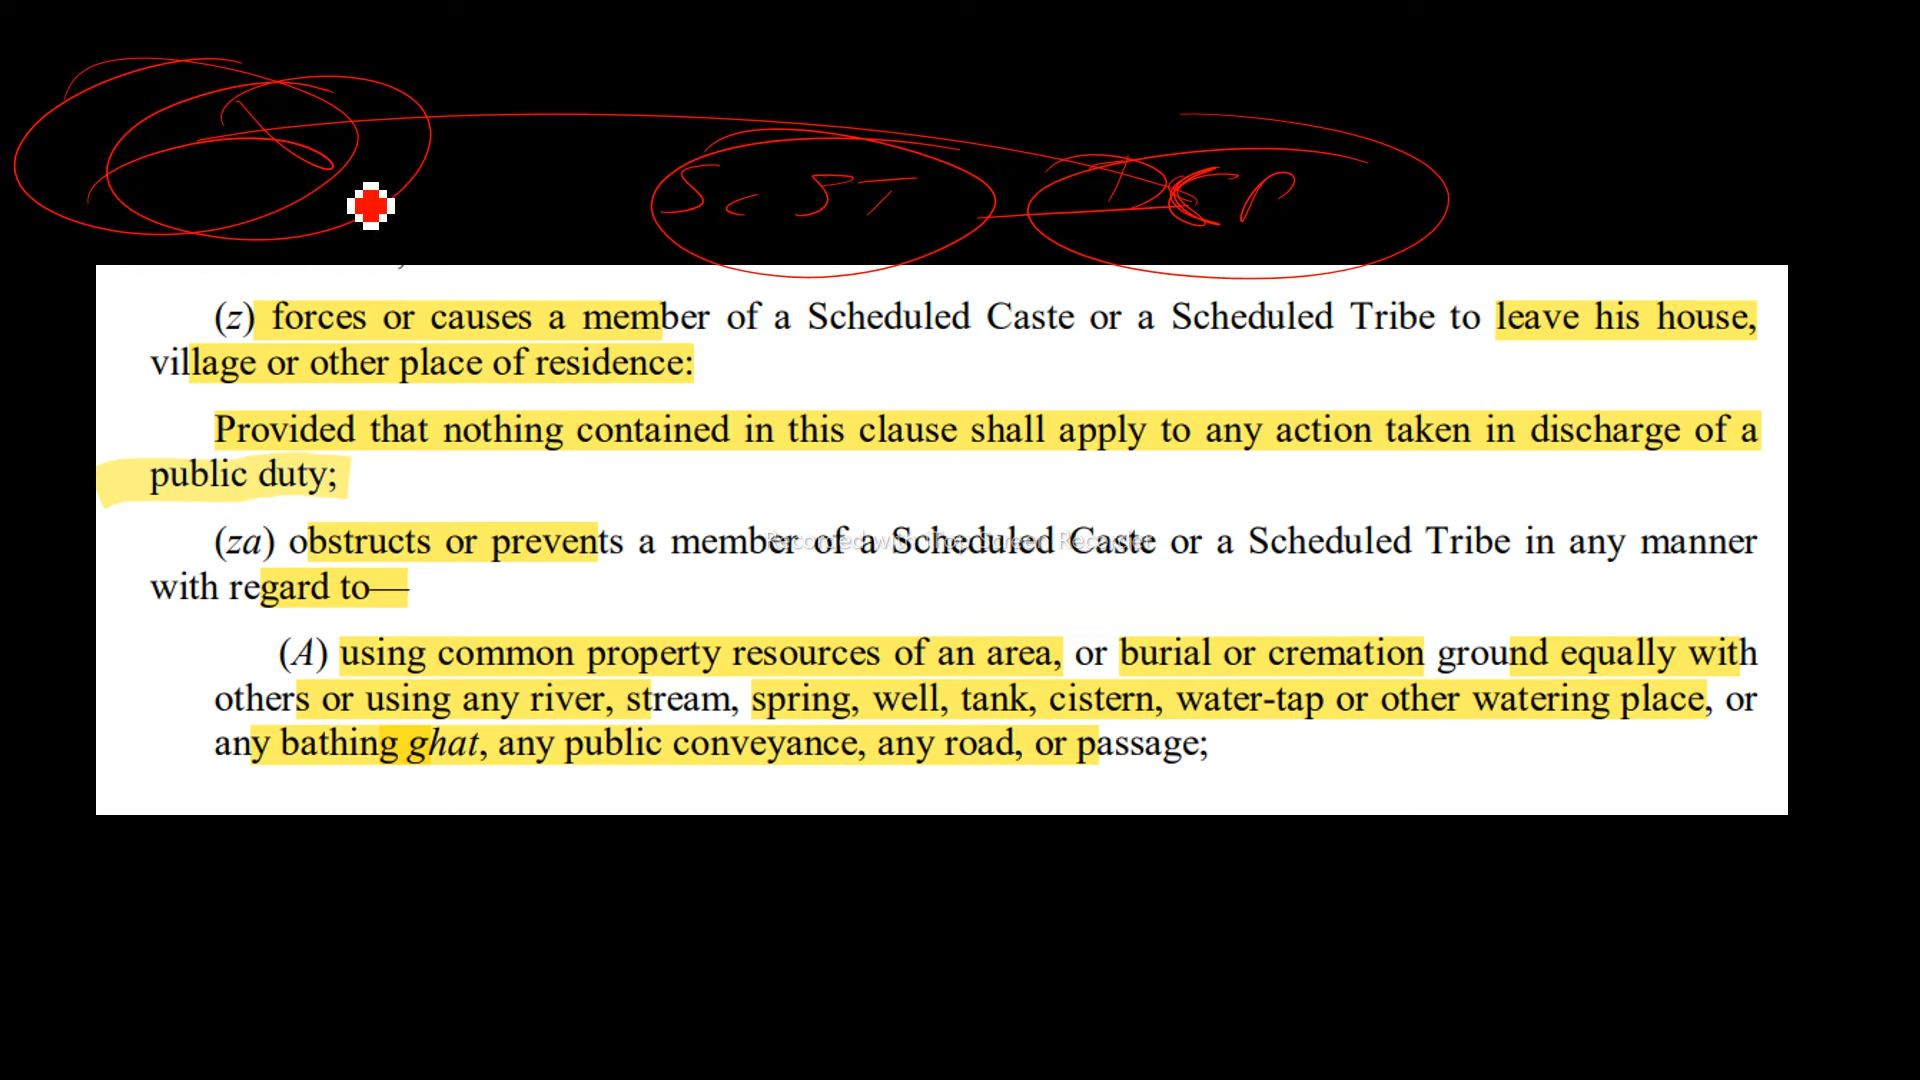 Sc ST
(z) forces or causes a member of a Scheduled Caste or a Scheduled Tribe to leave his house,
village or other place of residence:
Provided that nothing contained in this clause shall apply to any action taken in discharge of a
public duty;
(za) obstructs or prevents a member of a Scheduled Caste or a Scheduled Tribe in any manner
with regard to—
Recorded with iTop Screen Recorder
(A) using common property resources of an area, or burial or cremation ground equally with
others or using any river, stream, spring, well, tank, cistern, water-tap or other watering place, or
any bathing ghat, any public conveyance, any road, or passage;